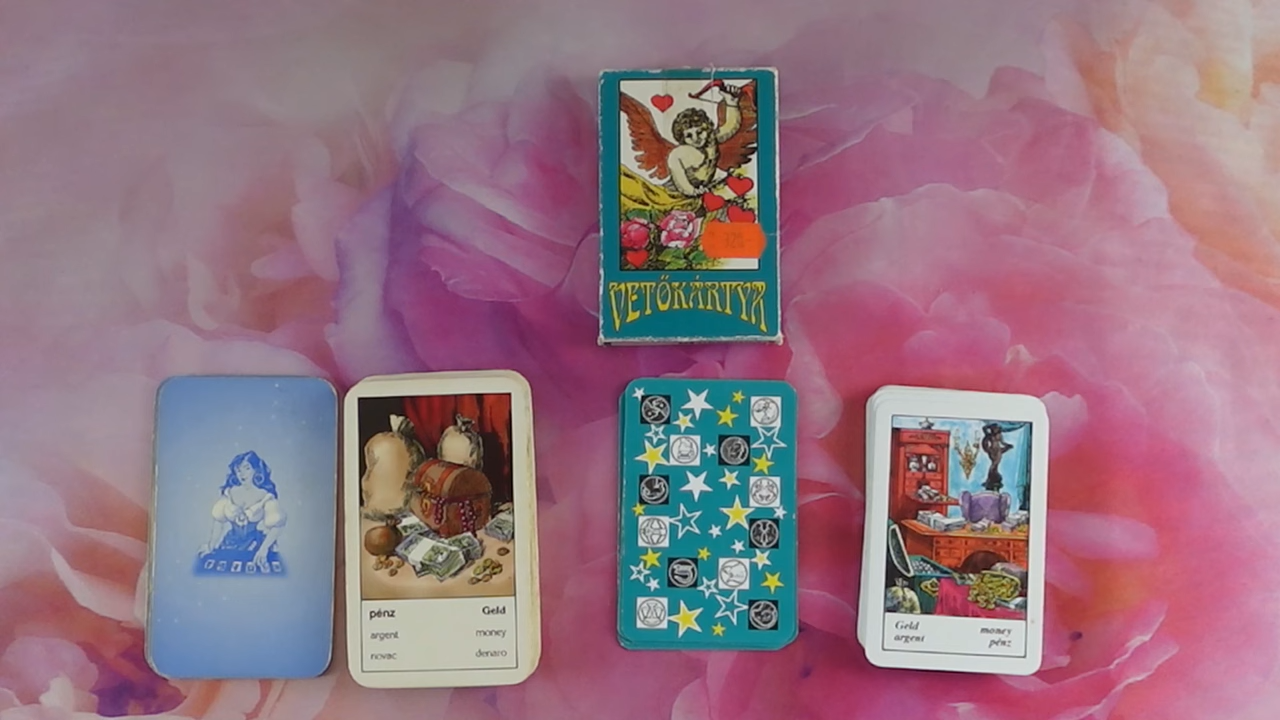 VETŐKÁRTYA
pénz Geld
argent money
novac denaro
Geld money
argent pénz